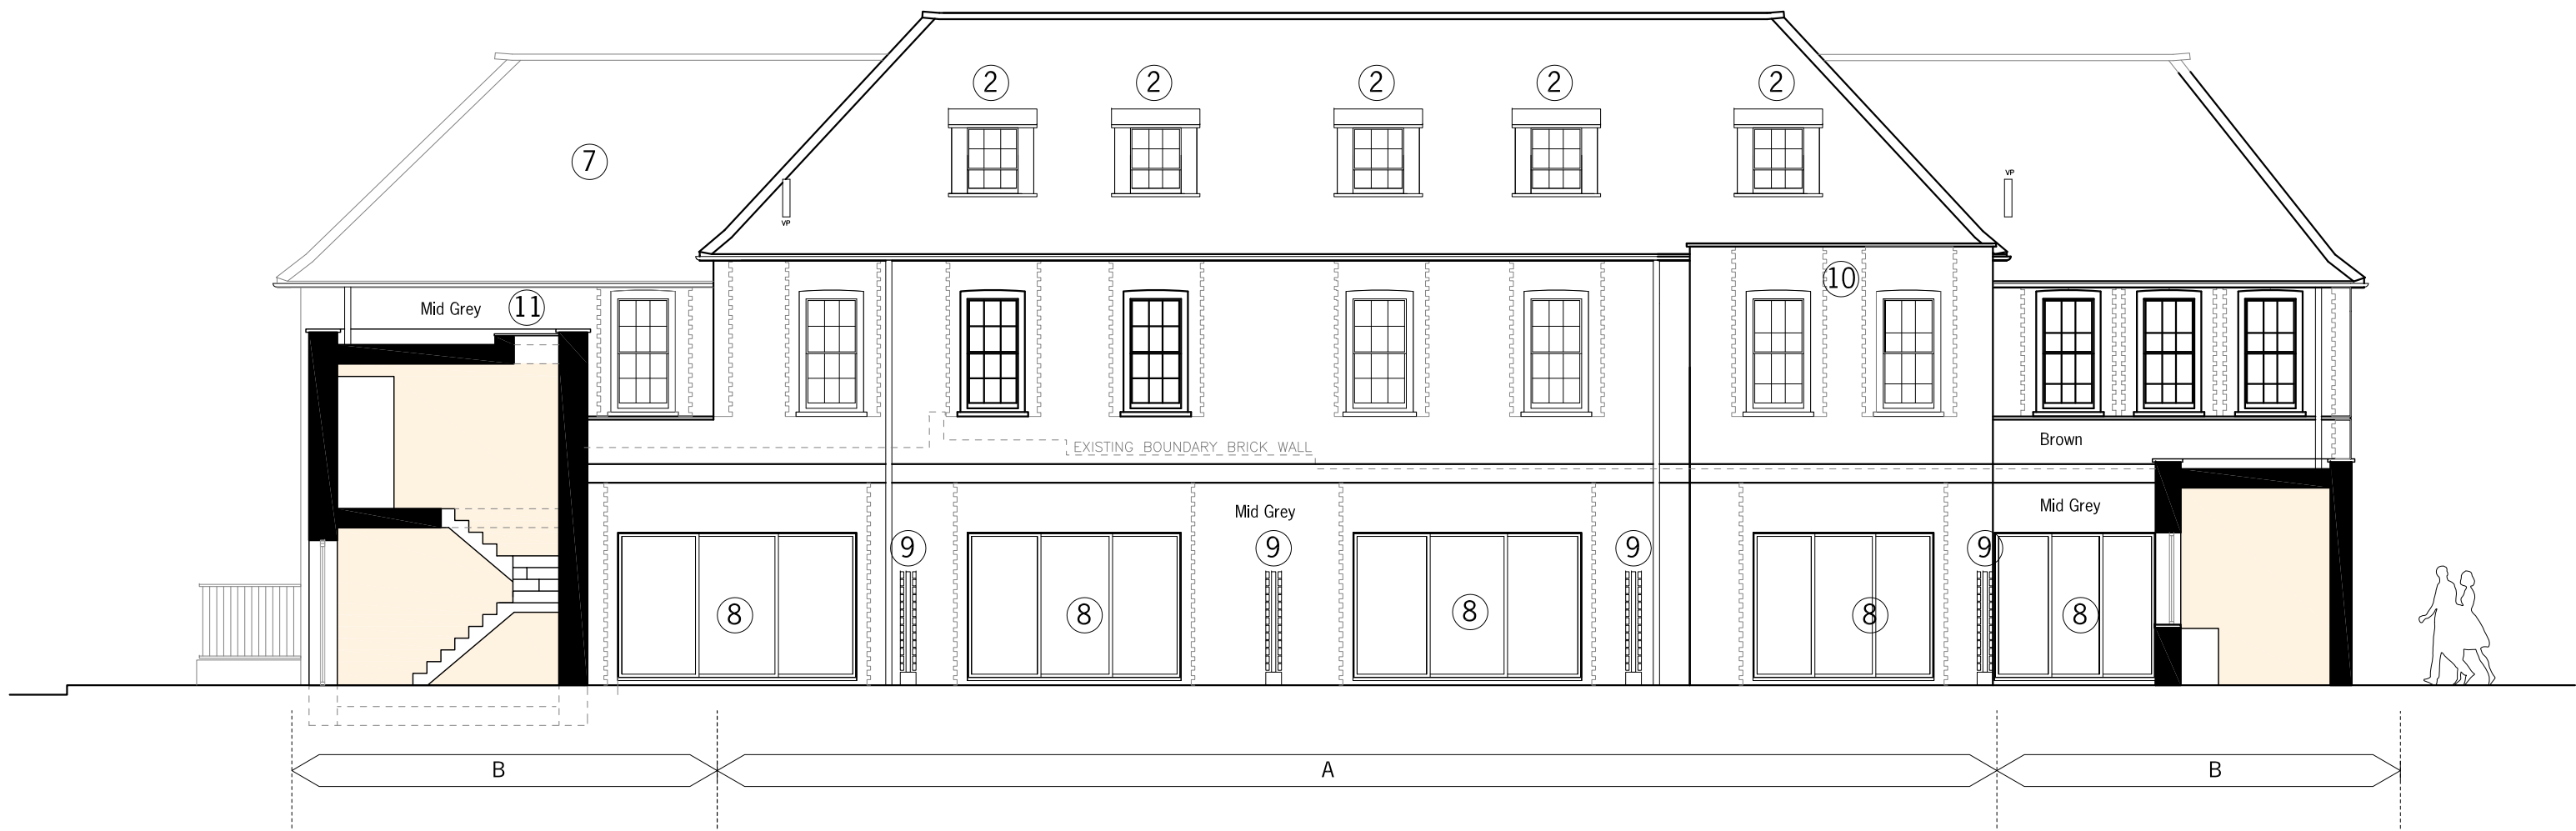 2 2 2 2 2
7
VP
VP
10
Mid Grey 11
Brown
EXISTING BOUNDARY BRICK WALL
Mid Grey
Mid Grey
9 9 9 9
8 8 8 8 8
B A B